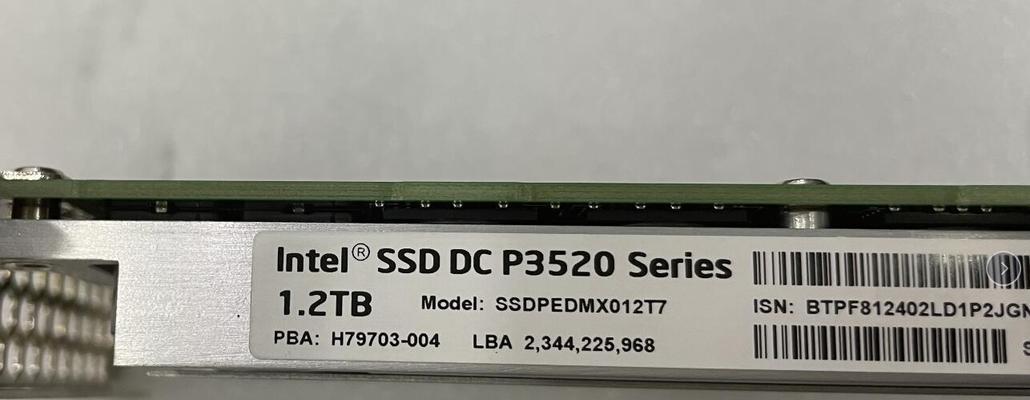 Intel® SSD DC P3520 Series
1.2TB Model: SSDPEDMX012T7
PBA: H79703-004 LBA 2,344,225,968
ISN: BTPF812402LD1P2JGN